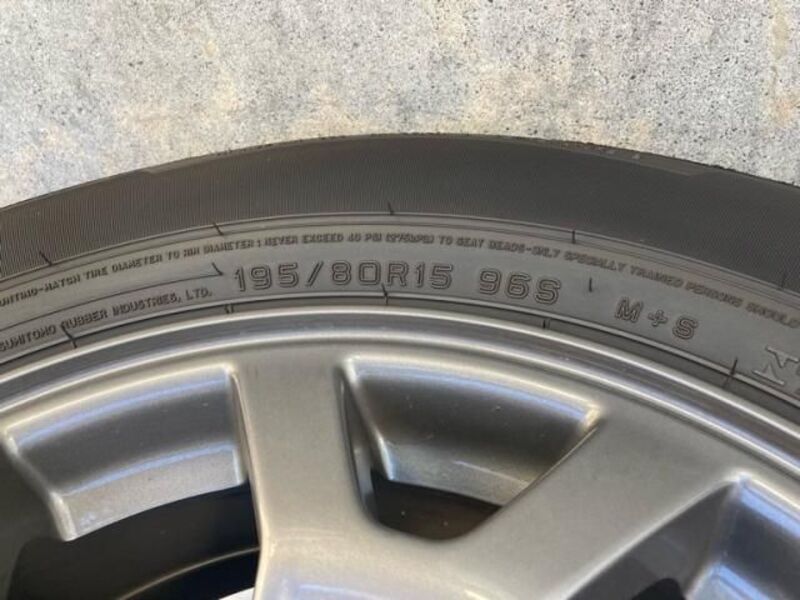 MATCH TIRE DIAMETER TO RIM DIAMETER ; NEVER EXCEED 40 PSI (275kPa) TO SEAT BEADS-ONLY SPECIALLY TRAINED PERSONS SHOULD
SUMITOMO RUBBER INDUSTRIES, LTD.
195/80R15 96S M+S